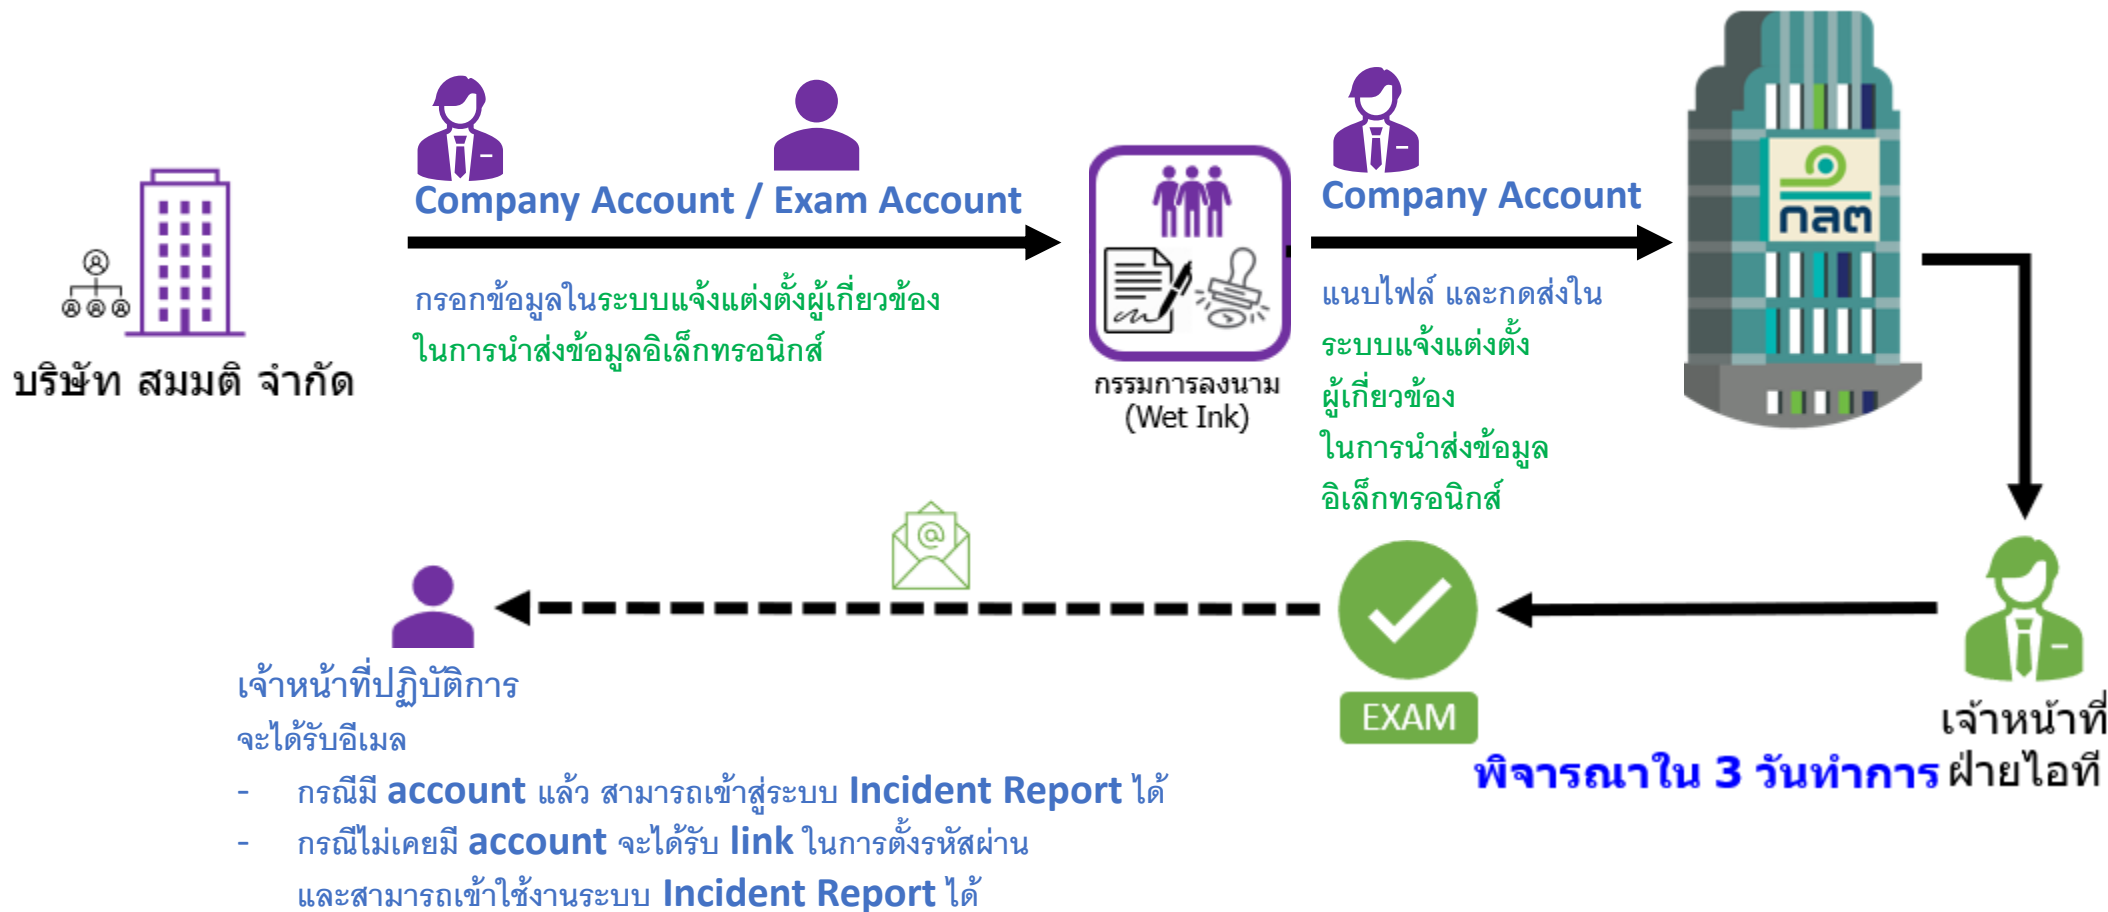 บริษัท สมมติ จำกัด
Company Account / Exam Account
กรอกข้อมูลในระบบแจ้งแต่งตั้งผู้เกี่ยวข้อง
ในการนำส่งข้อมูลอิเล็กทรอนิกส์
กรรมการลงนาม
(Wet Ink)
Company Account
แนบไฟล์ และกดส่งใน
ระบบแจ้งแต่งตั้ง
ผู้เกี่ยวข้อง
ในการนำส่งข้อมูล
อิเล็กทรอนิกส์
กลต
เจ้าหน้าที่
ฝ่ายไอที
พิจารณาใน 3 วันทำการ
EXAM
@
เจ้าหน้าที่ปฏิบัติการ
จะได้รับอีเมล
- กรณีมี account แล้ว สามารถเข้าสู่ระบบ Incident Report ได้
- กรณีไม่เคยมี account จะได้รับ link ในการตั้งรหัสผ่าน
และสามารถเข้าใช้งานระบบ Incident Report ได้